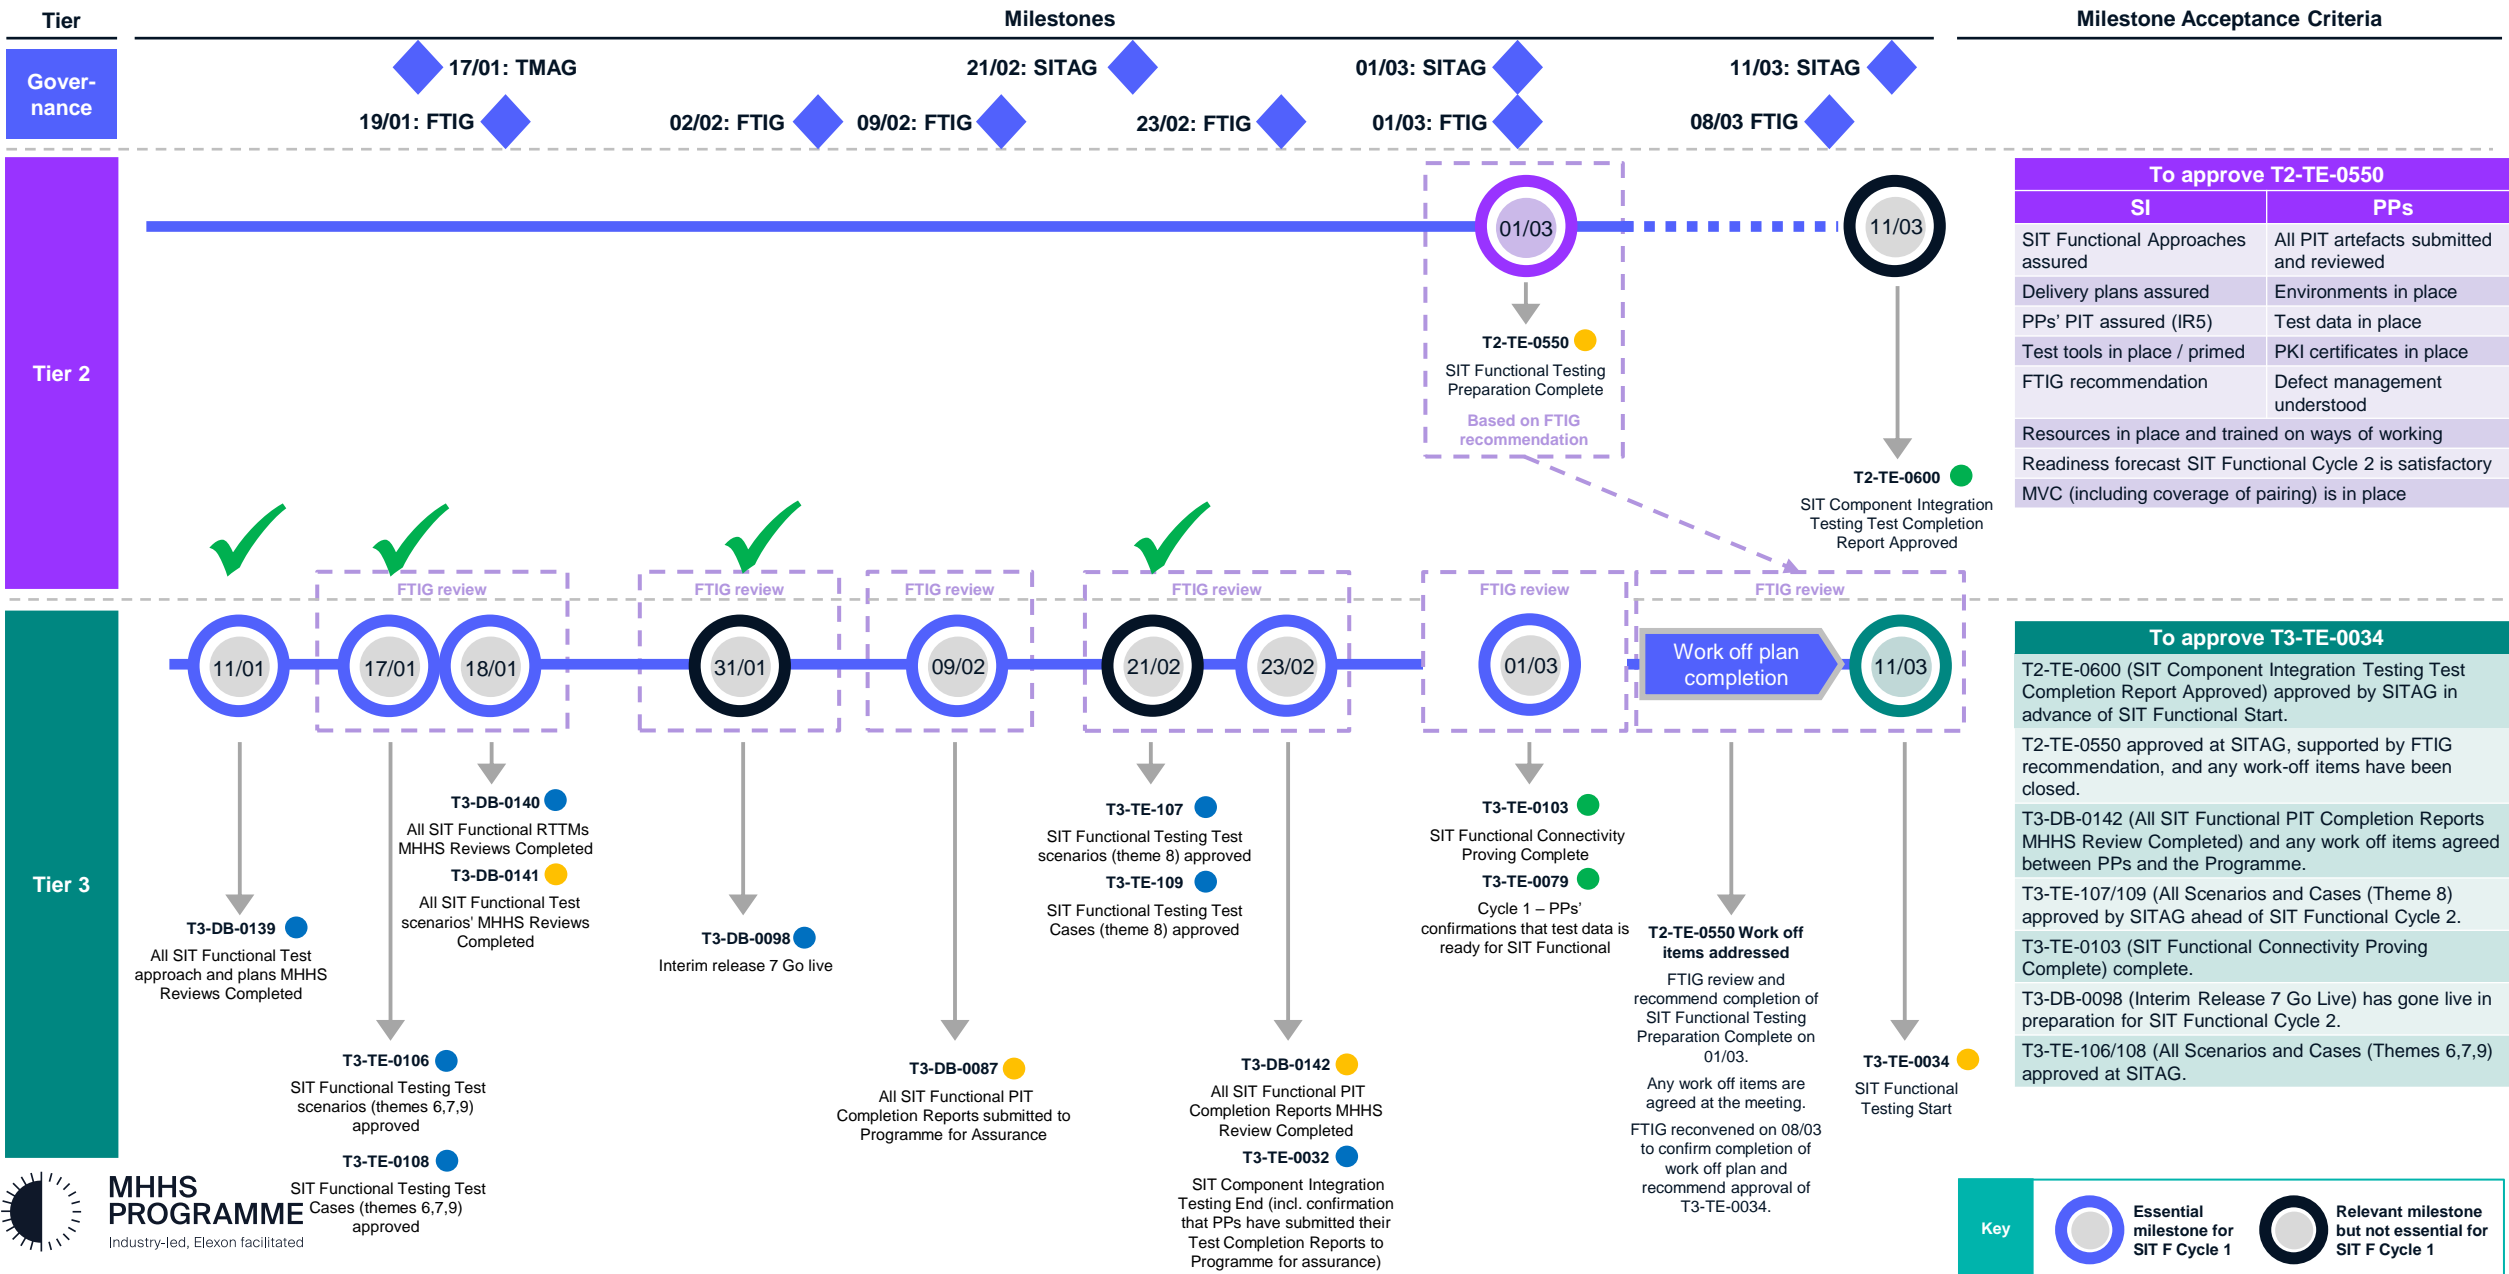 Tier
Milestones
Milestone Acceptance Criteria
Gover-
nance
17/01: TMAG
21/02: SITAG
01/03: SITAG
11/03: SITAG
19/01: FTIG
02/02: FTIG
09/02: FTIG
23/02: FTIG
01/03: FTIG
08/03 FTIG
Tier 2
01/03
11/03
T2-TE-0550
SIT Functional Testing
Preparation Complete
Based on FTIG
recommendation
T2-TE-0600
SIT Component Integration
Testing Test Completion
Report Approved
To approve T2-TE-0550
SI
PPs
SIT Functional Approaches
assured
All PIT artefacts submitted
and reviewed
Delivery plans assured
Environments in place
PPs' PIT assured (IR5)
Test data in place
Test tools in place / primed
PKI certificates in place
FTIG recommendation
Defect management
understood
Resources in place and trained on ways of working
Readiness forecast SIT Functional Cycle 2 is satisfactory
MVC (including coverage of pairing) is in place
FTIG review
FTIG review
FTIG review
FTIG review
FTIG review
FTIG review
Tier 3
11/01
17/01
18/01
31/01
09/02
21/02
23/02
01/03
Work off plan
completion
11/03
T3-DB-0139
All SIT Functional Test
approach and plans MHHS
Reviews Completed
T3-TE-0106
SIT Functional Testing Test
scenarios (themes 6,7,9)
approved
T3-TE-0108
SIT Functional Testing Test
Cases (themes 6,7,9)
approved
T3-DB-0140
All SIT Functional RTTMs
MHHS Reviews Completed
T3-DB-0141
All SIT Functional Test
scenarios' MHHS Reviews
Completed
T3-DB-0098
Interim release 7 Go live
T3-DB-0087
All SIT Functional PIT
Completion Reports submitted to
Programme for Assurance
T3-TE-107
SIT Functional Testing Test
scenarios (theme 8) approved
T3-TE-109
SIT Functional Testing Test
Cases (theme 8) approved
T3-DB-0142
All SIT Functional PIT
Completion Reports MHHS
Review Completed
T3-TE-0032
SIT Component Integration
Testing End (incl. confirmation
that PPs have submitted their
Test Completion Reports to
Programme for assurance)
T3-TE-0103
SIT Functional Connectivity
Proving Complete
T3-TE-0079
Cycle 1 – PPs'
confirmations that test data is
ready for SIT Functional
T2-TE-0550 Work off
items addressed
FTIG review and
recommend completion of
SIT Functional Testing
Preparation Complete on
01/03.
Any work off items are
agreed at the meeting.
FTIG reconvened on 08/03
to confirm completion of
work off plan and
recommend approval of
T3-TE-0034.
T3-TE-0034
SIT Functional
Testing Start
To approve T3-TE-0034
T2-TE-0600 (SIT Component Integration Testing Test
Completion Report Approved) approved by SITAG in
advance of SIT Functional Start.
T2-TE-0550 approved at SITAG, supported by FTIG
recommendation, and any work-off items have been
closed.
T3-DB-0142 (All SIT Functional PIT Completion Reports
MHHS Review Completed) and any work off items agreed
between PPs and the Programme.
T3-TE-107/109 (All Scenarios and Cases (Theme 8)
approved by SITAG ahead of SIT Functional Cycle 2.
T3-TE-0103 (SIT Functional Connectivity Proving
Complete) complete.
T3-DB-0098 (Interim Release 7 Go Live) has gone live in
preparation for SIT Functional Cycle 2.
T3-TE-106/108 (All Scenarios and Cases (Themes 6,7,9)
approved at SITAG.
MHHS
PROGRAMME
Industry-led, Elexon facilitated
Key
Essential
milestone for
SIT F Cycle 1
Relevant milestone
but not essential for
SIT F Cycle 1